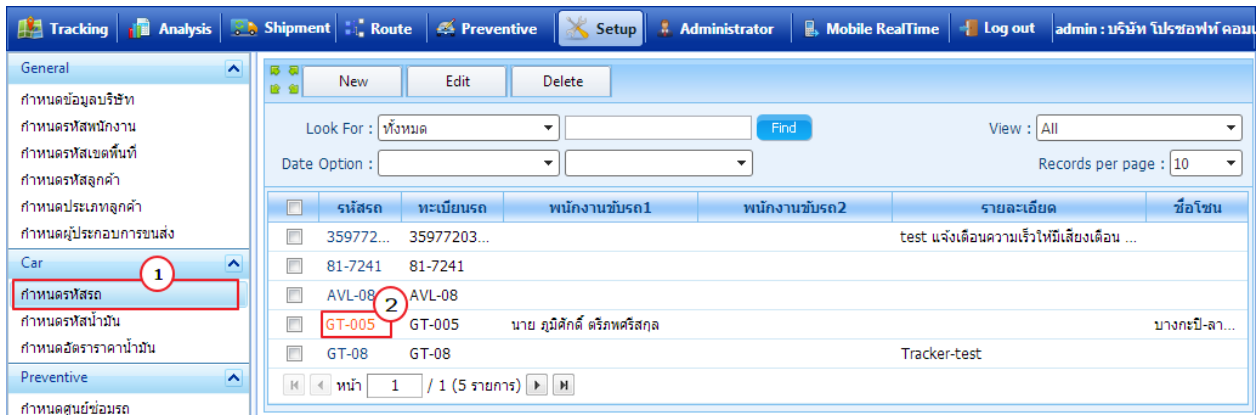 Tracking Analysis Shipment Route Preventive Setup Administrator Mobile RealTime Log out admin : บริษัท โปรซอฟท์ คอม
General
กำหนดข้อมูลบริษัท
กำหนดรหัสพนักงาน
กำหนดรหัสเขตพื้นที่
กำหนดรหัสลูกค้า
กำหนดประเภทลูกค้า
กำหนดผู้ประกอบการขนส่ง
Car
1
กำหนดรหัสรถ
กำหนดรหัสน้ำมัน
กำหนดอัตราราคาน้ำมัน
Preventive
กำหนดศูนย์ซ่อมรถ
New Edit Delete
Look For : ทั้งหมด Find View : All
Date Option : Records per page : 10
รหัสรถ ทะเบียนรถ พนักงานขับรถ1 พนักงานขับรถ2 รายละเอียด ชื่อโซน
359772... 35977203... test แจ้งเตือนความเร็วให้มีเสียงเตือน ...
81-7241 81-7241
AVL-08 AVL-08
2
GT-005 GT-005 นาย ภูมิศักดิ์ ตรีภพศรีสกุล บางกะปิ-ลา...
GT-08 GT-08 Tracker-test
หน้า 1 / 1 (5 รายการ)